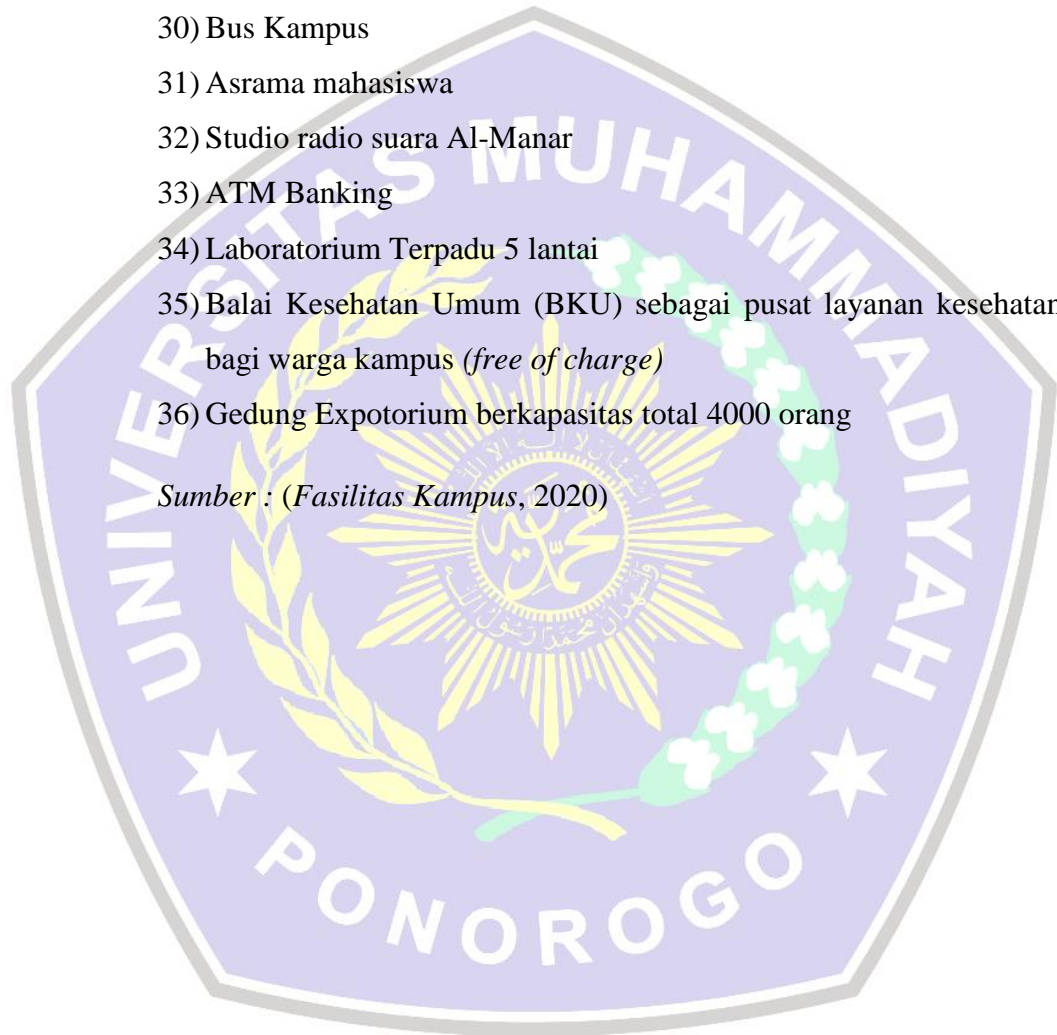 30) Bus Kampus
31) Asrama mahasiswa
32) Studio radio suara Al-Manar
33) ATM Banking
34) Laboratorium Terpadu 5 lantai
35) Balai Kesehatan Umum (BKU) sebagai pusat layanan kesehatan
bagi warga kampus (free of charge)
36) Gedung Expotorium berkapasitas total 4000 orang
Sumber : (Fasilitas Kampus, 2020)
UNIVERSITAS MUHAMMADIYAH
PONOROGO
محمدية